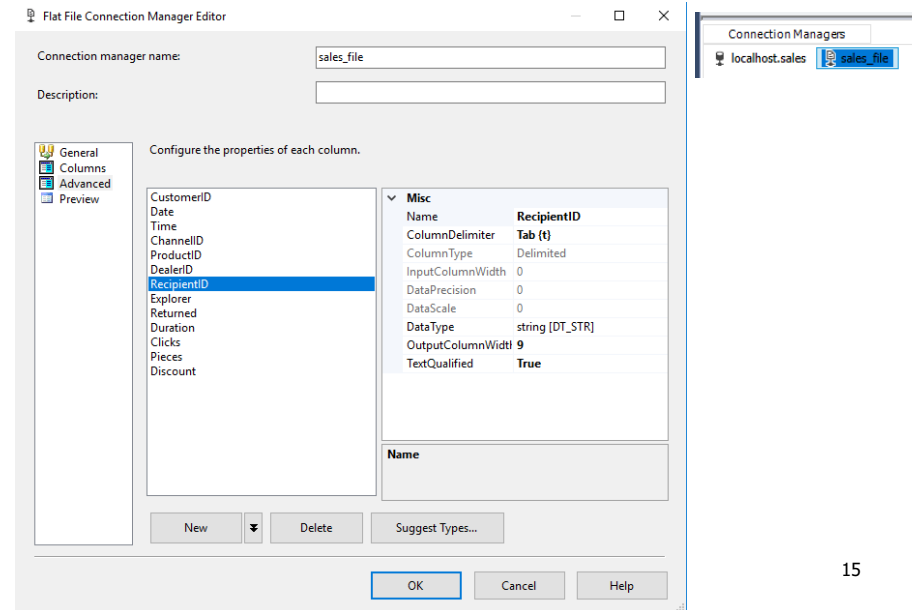 Flat File Connection Manager Editor
Connection manager name:
sales_file
Description:
General
Columns
Advanced
Preview
Configure the properties of each column.
CustomerID
Date
Time
ChannelID
ProductID
DealerID
RecipientID
Explorer
Returned
Duration
Clicks
Pieces
Discount
Misc
Name RecipientID
ColumnDelimiter Tab {t}
ColumnType Delimited
InputColumnWidth 0
DataPrecision 0
DataScale 0
DataType string [DT_STR]
OutputColumnWidtl 9
TextQualified True
Name
New
Delete
Suggest Types...
OK
Cancel
Help
Connection Managers
localhost.sales sales_file
15